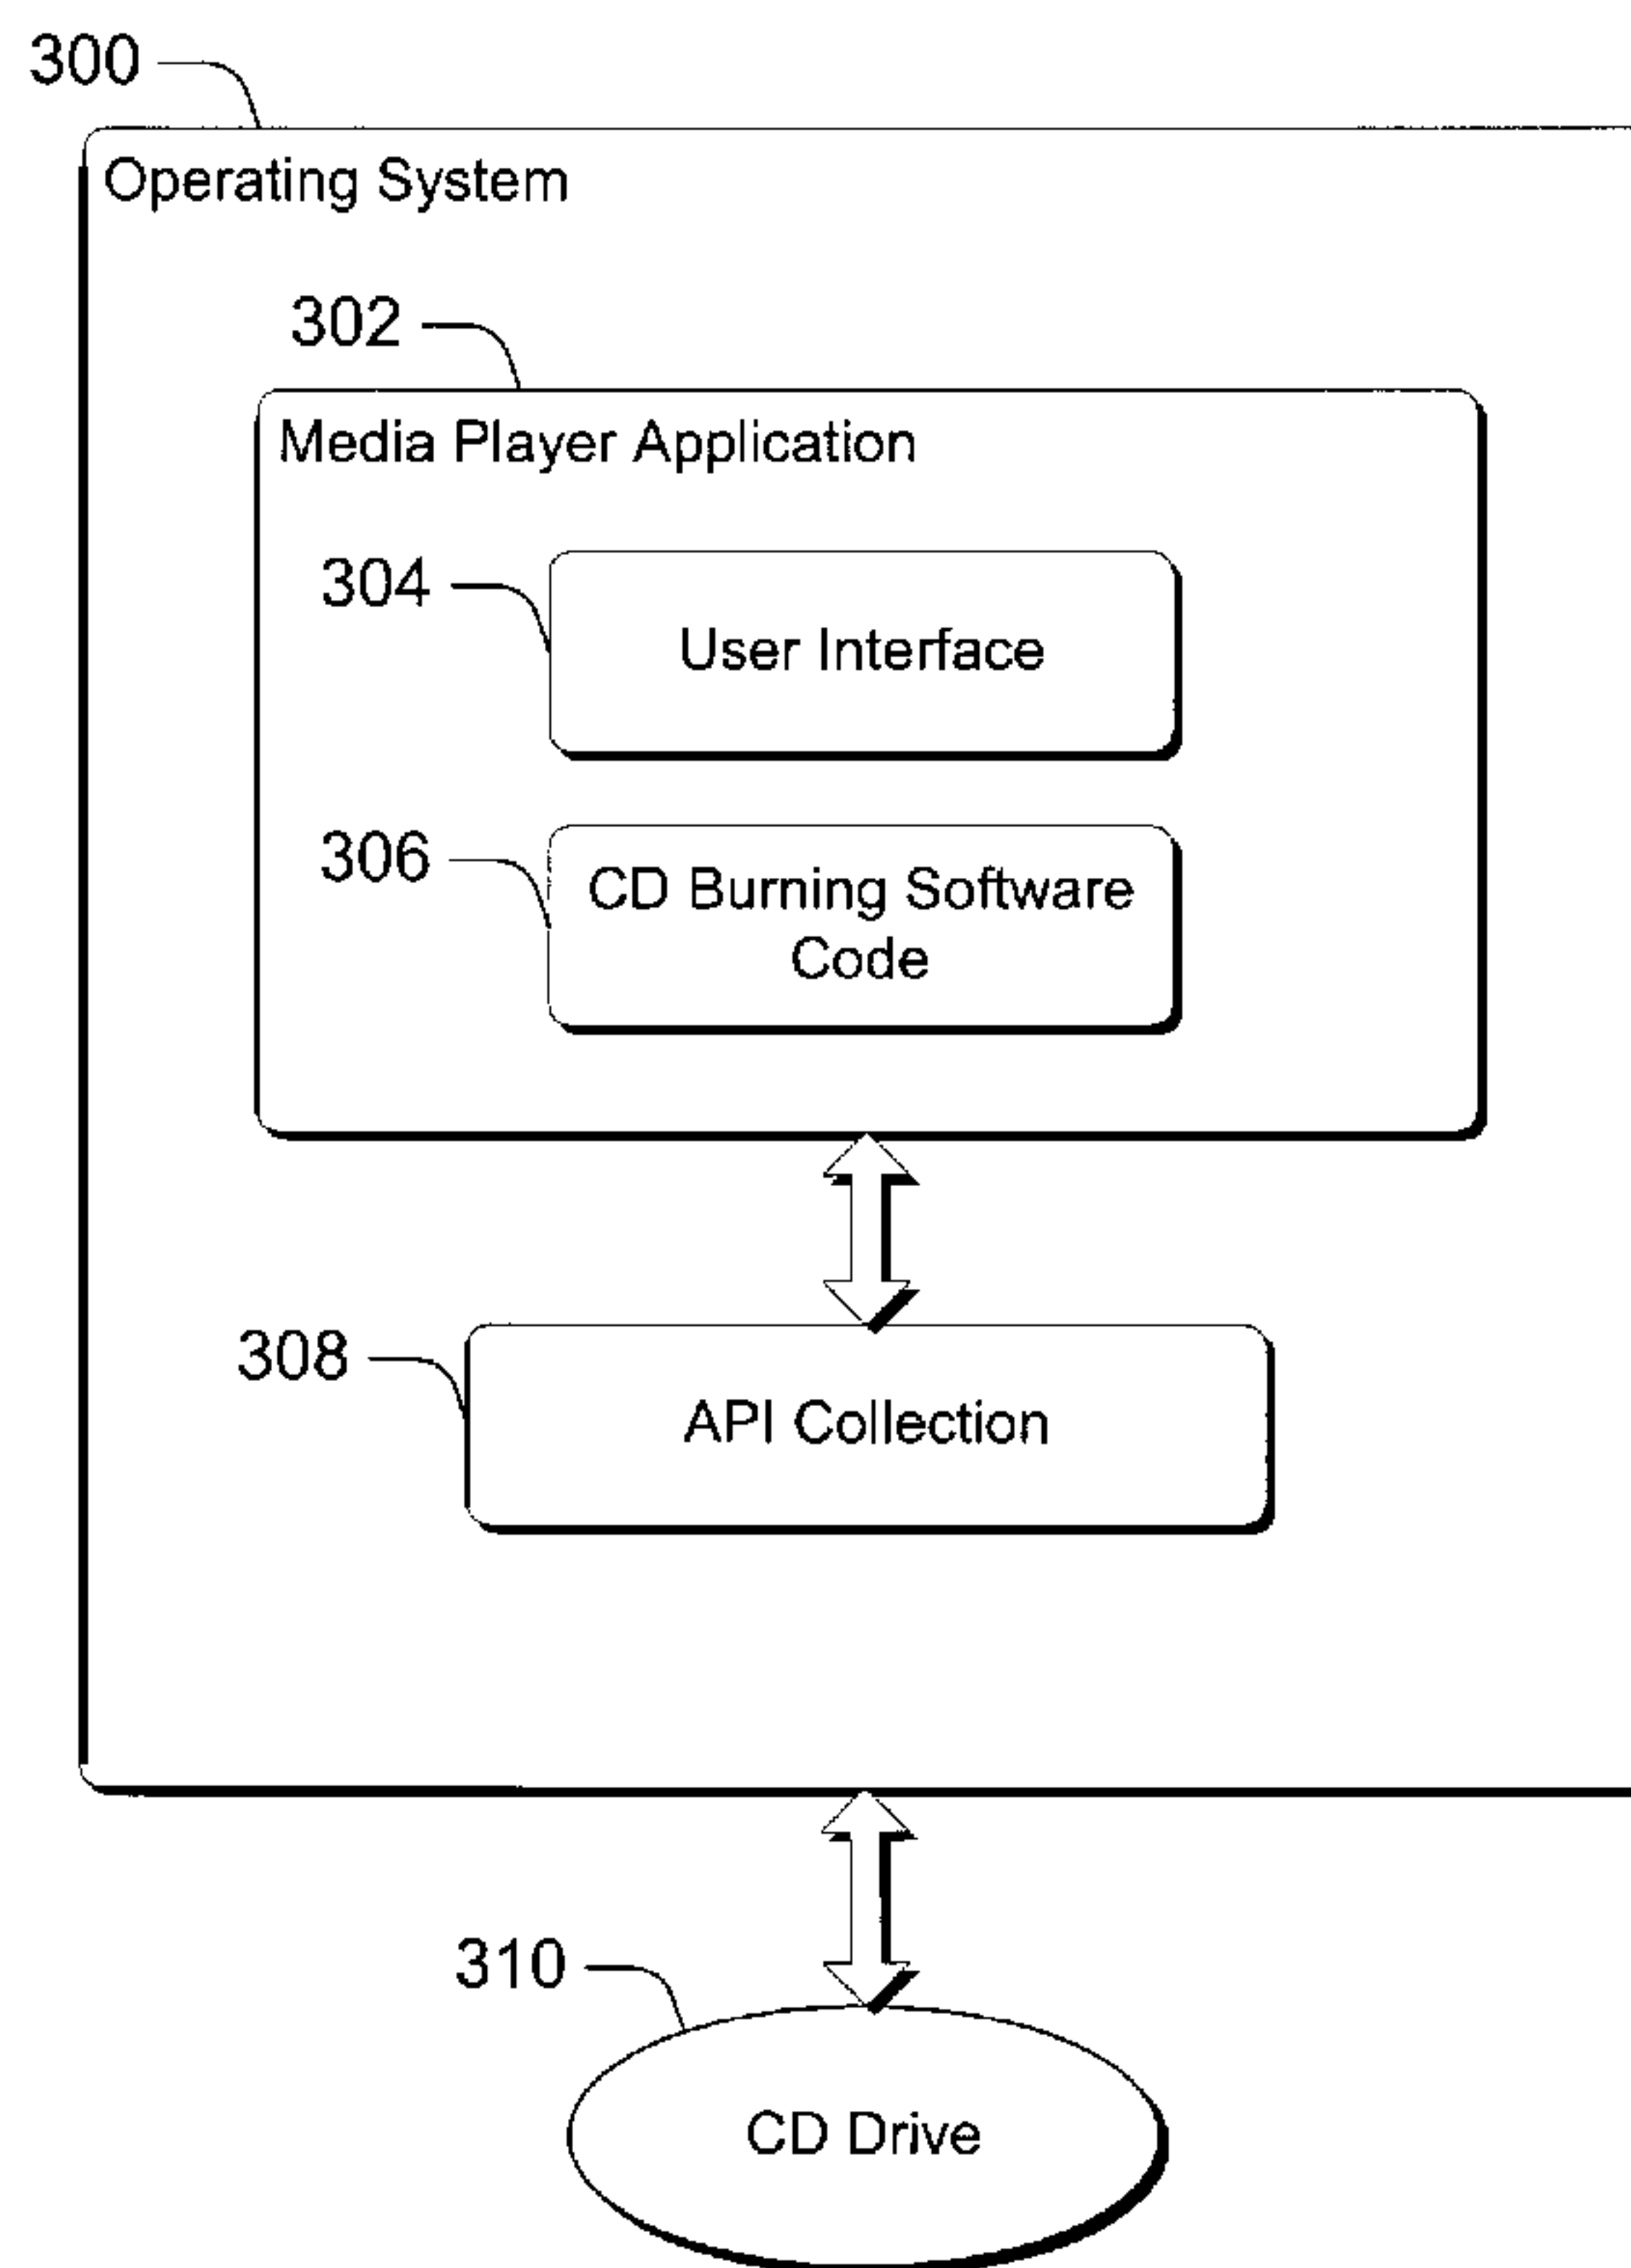 300
Operating System
302
Media Player Application
304
User Interface
306
CD Burning Software
Code
308
API Collection
310
CD Drive